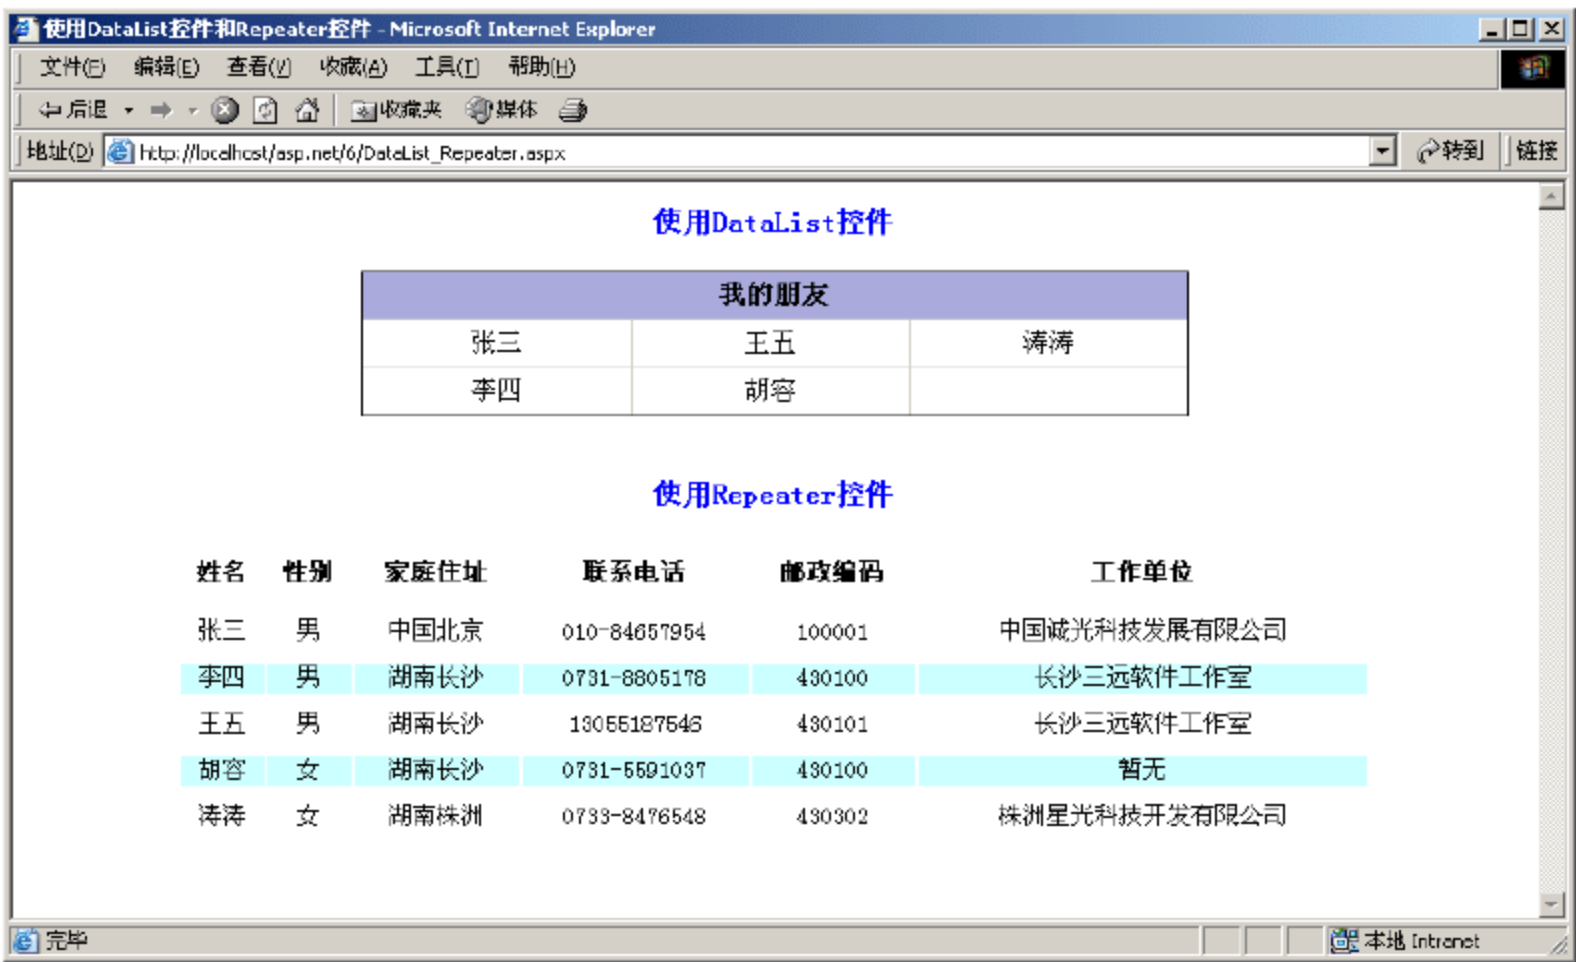 使用DataList控件和Repeater控件 - Microsoft Internet Explorer
文件(F) 编辑(E) 查看(V) 收藏(A) 工具(T) 帮助(H)
后退 收藏夹 媒体
地址(D) http://localhost/asp.net/6/DataList_Repeater.aspx 转到 链接
使用DataList控件
我的朋友
张三 王五 涛涛
李四 胡容
使用Repeater控件
姓名 性别 家庭住址 联系电话 邮政编码 工作单位
张三 男 中国北京 010-84657954 100001 中国诚光科技发展有限公司
李四 男 湖南长沙 0731-8805178 430100 长沙三远软件工作室
王五 男 湖南长沙 13055187546 430101 长沙三远软件工作室
胡容 女 湖南长沙 0731-5591037 430100 暂无
涛涛 女 湖南株洲 0733-8476548 430302 株洲星光科技开发有限公司
完毕 本地 Intranet